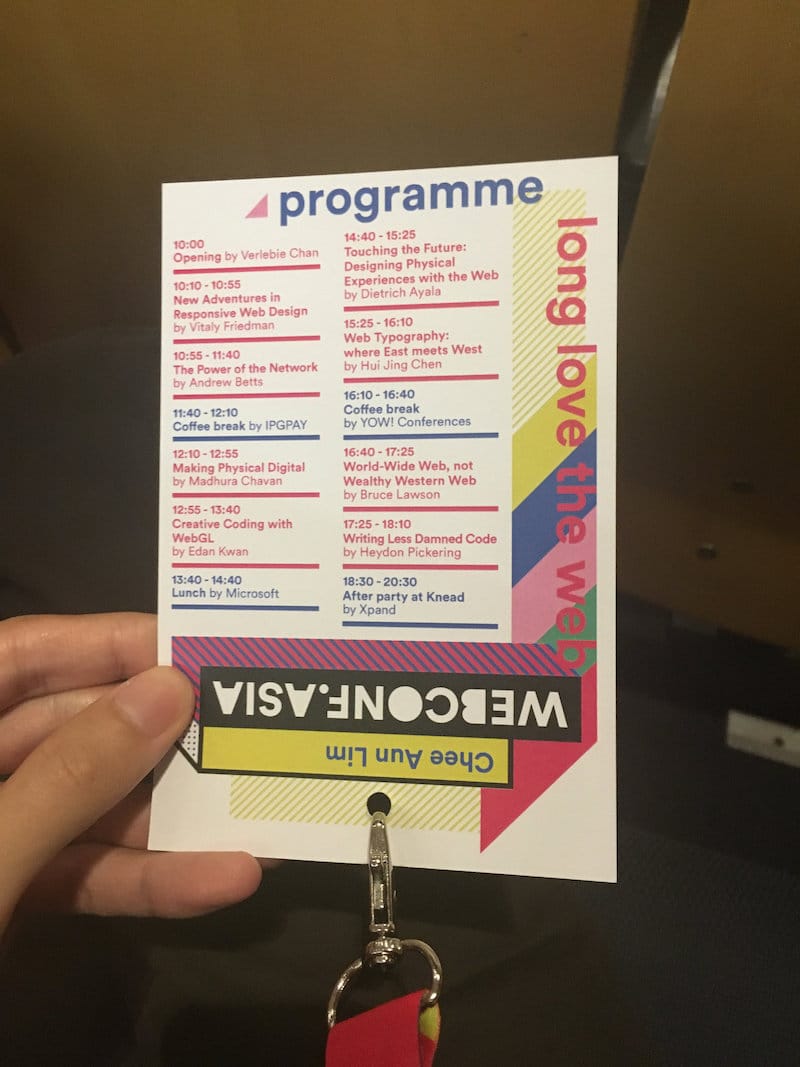 programme
10:00
Opening by Verlebie Chan
10:10 - 10:55
New Adventures in
Responsive Web Design
by Vitaly Friedman
10:55 - 11:40
The Power of the Network
by Andrew Betts
11:40 - 12:10
Coffee break by IPGPAY
12:10 - 12:55
Making Physical Digital
by Madhura Chavan
12:55 - 13:40
Creative Coding with
WebGL
by Edan Kwan
13:40 - 14:40
Lunch by Microsoft
14:40 - 15:25
Touching the Future:
Designing Physical
Experiences with the Web
by Dietrich Ayala
15:25 - 16:10
Web Typography:
where East meets West
by Hui Jing Chen
16:10 - 16:40
Coffee break
by YOW! Conferences
16:40 - 17:25
World-Wide Web, not
Wealthy Western Web
by Bruce Lawson
17:25 - 18:10
Writing Less Damned Code
by Heydon Pickering
18:30 - 20:30
After party at Knead
by Xpand
long love the web
WEBCONF.ASIA
Chee Aun Lim